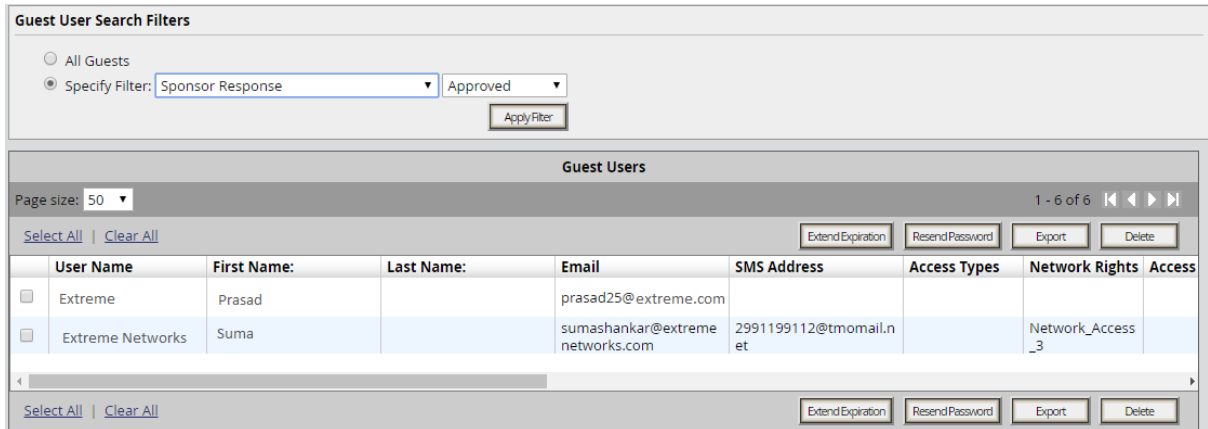 Guest User Search Filters
All Guests
Specify Filter: Sponsor Response Approved
Apply Filter
Guest Users
Page size: 50 1 - 6 of 6
Select All | Clear All Extend Expiration Resend Password Export Delete
User Name First Name: Last Name: Email SMS Address Access Types Network Rights Access
Extreme Prasad prasad25@extreme.com
Extreme Networks Suma sumashankar@extreme 2991199112@tmomail.n Network_Access
networks.com et _3
Select All | Clear All Extend Expiration Resend Password Export Delete